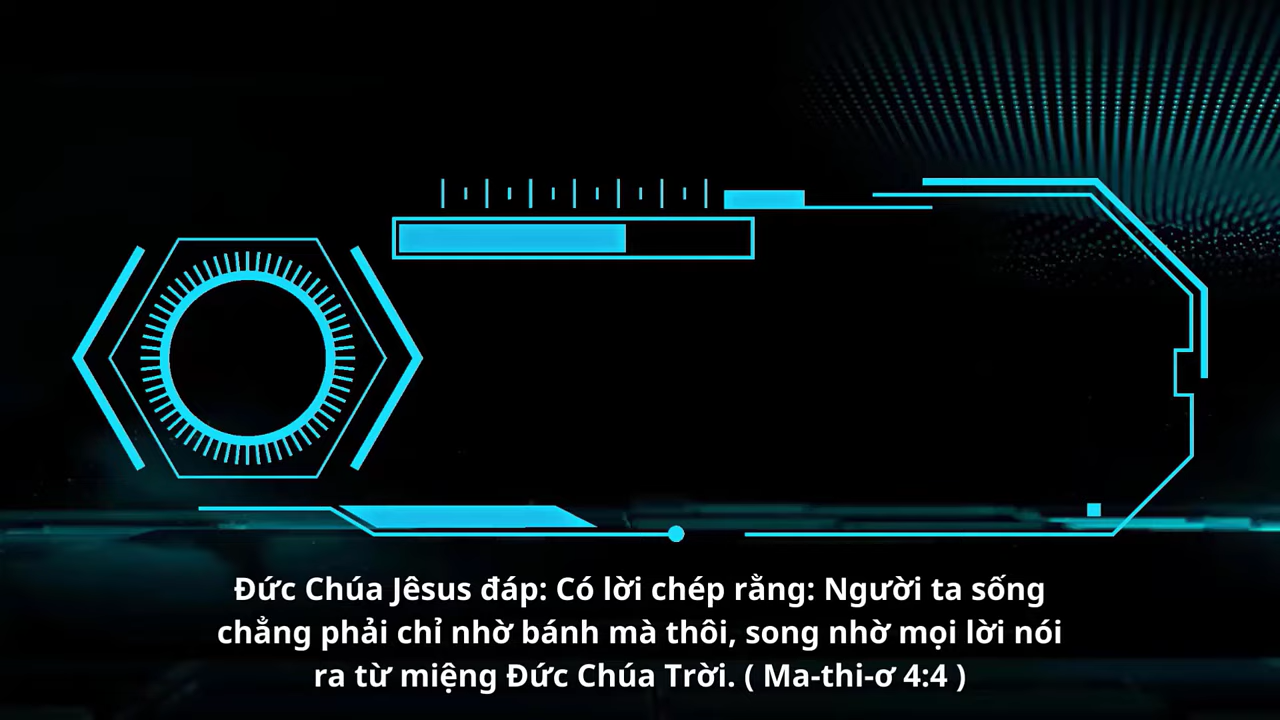 Đức Chúa Jêsus đáp: Có lời chép rằng: Người ta sống
chẳng phải chỉ nhờ bánh mà thôi, song nhờ mọi lời nói
ra từ miệng Đức Chúa Trời. ( Ma-thi-ơ 4:4 )